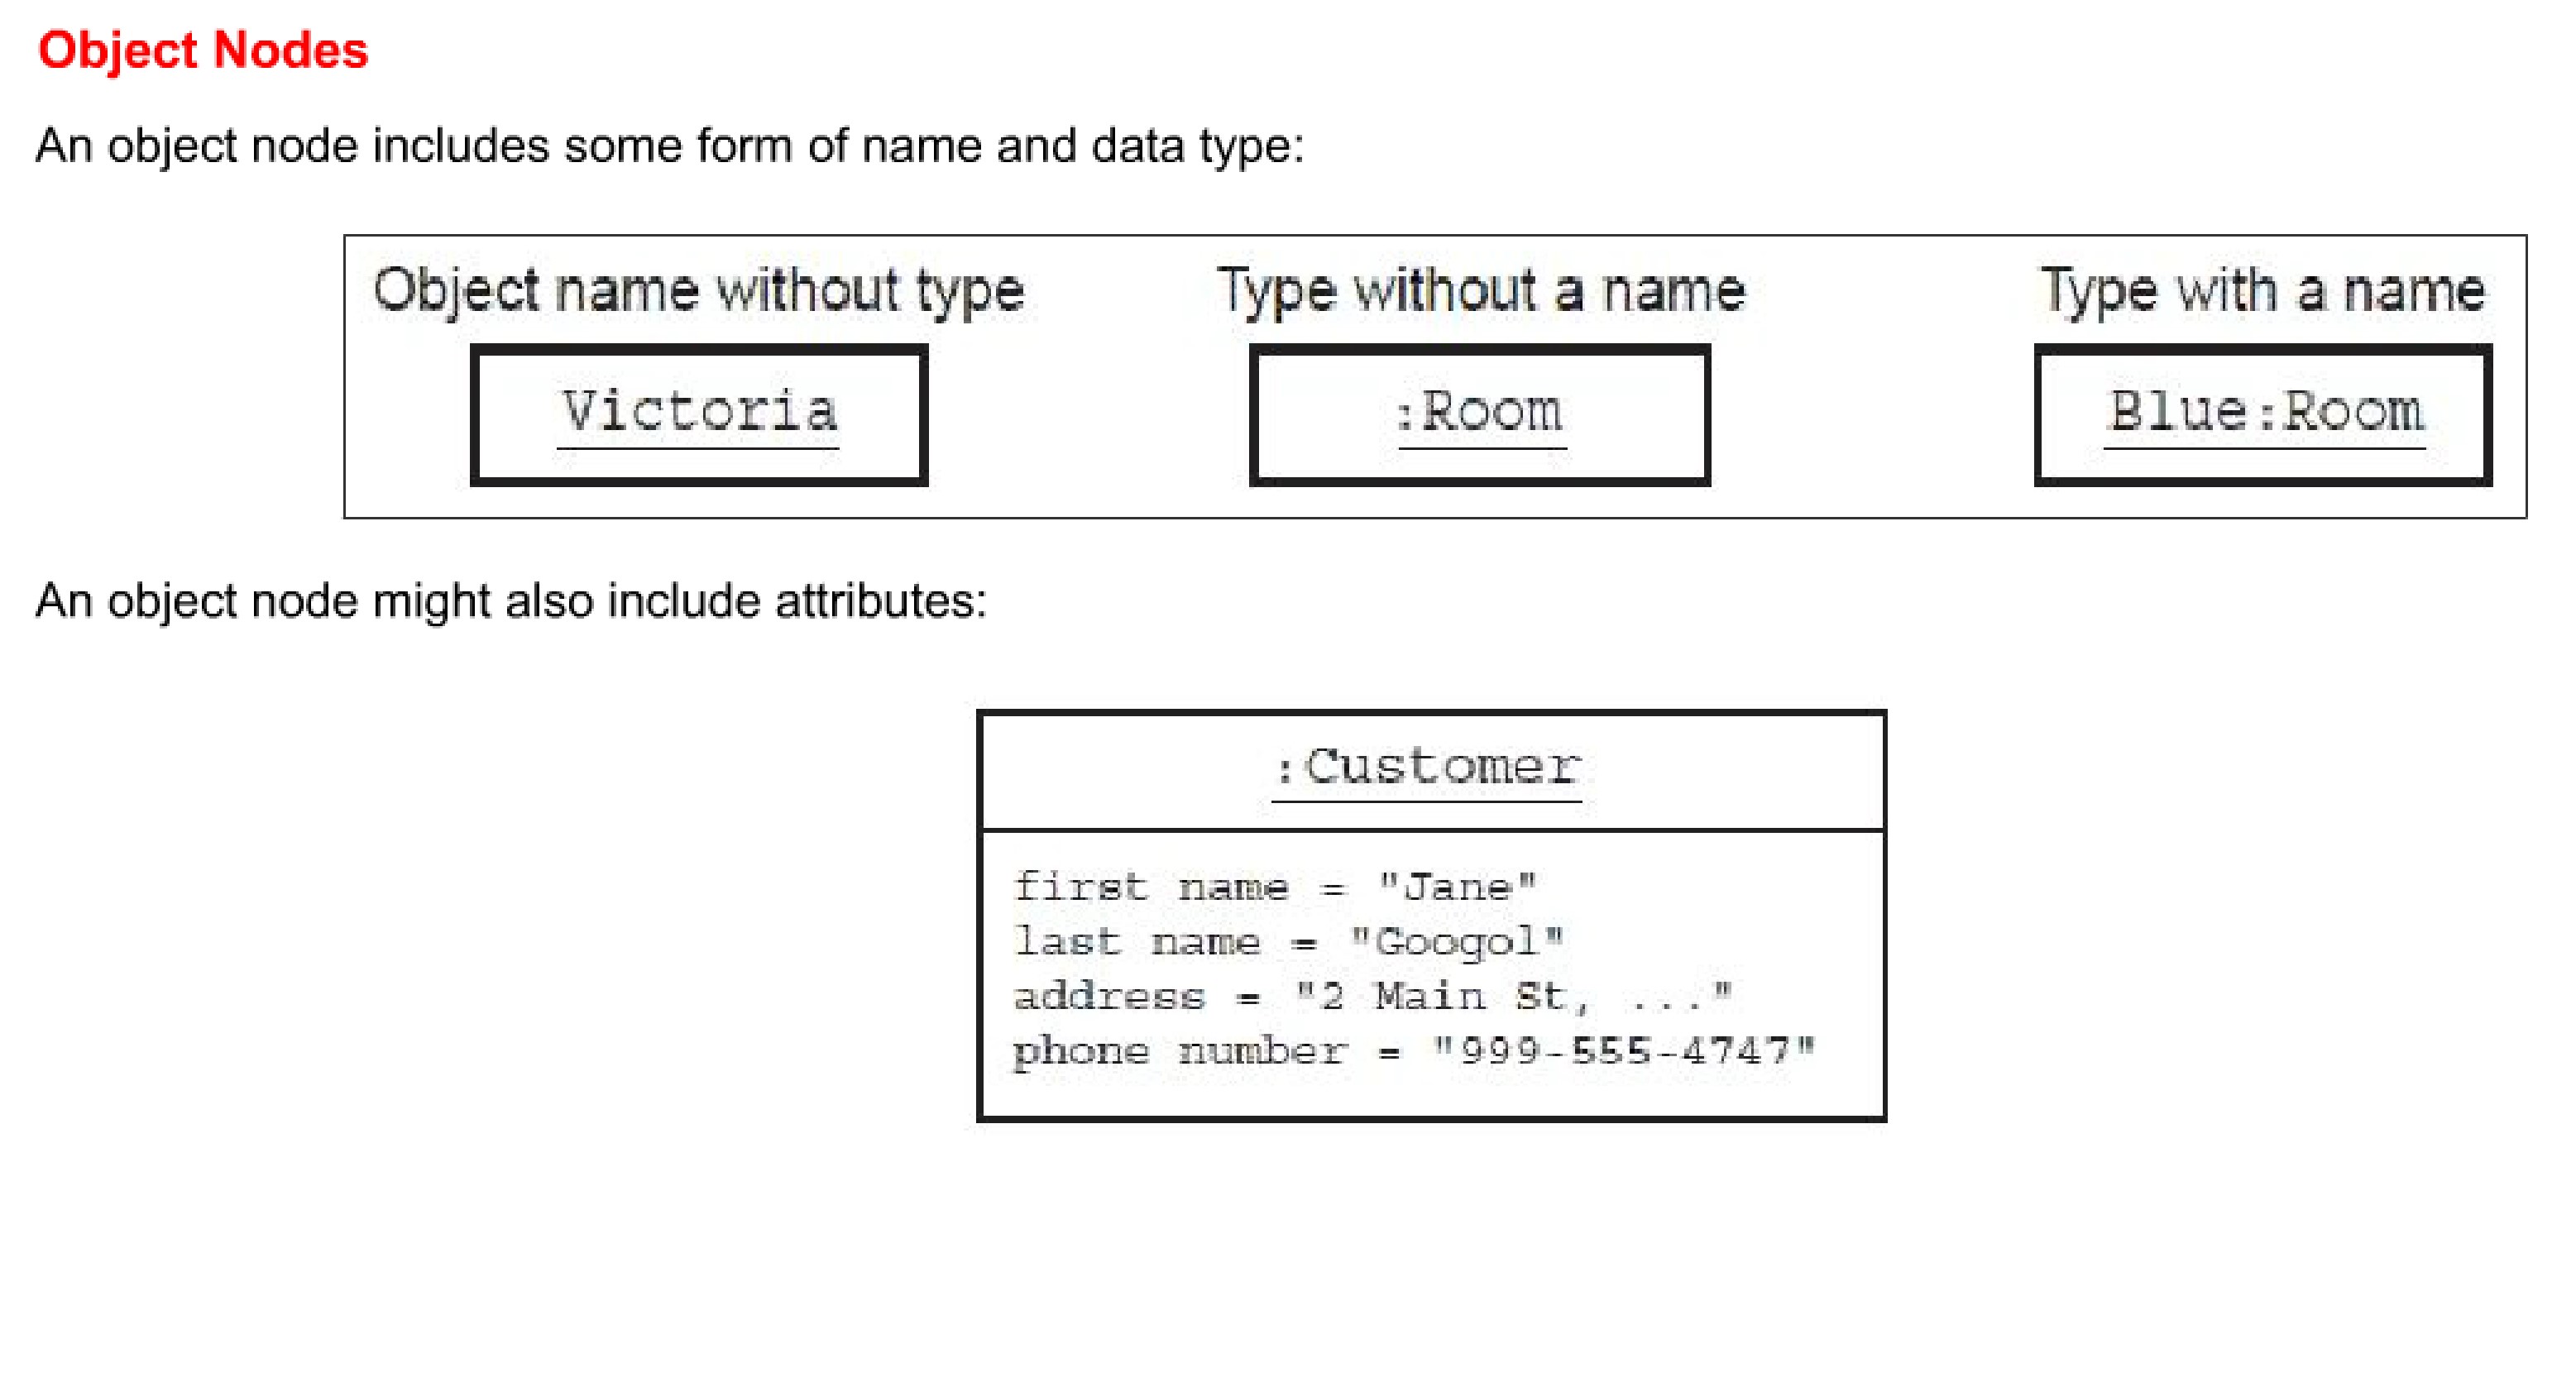 Object Nodes
An object node includes some form of name and data type:
Object name without type
Type without a name
Type with a name
Victoria
:Room
Blue:Room
An object node might also include attributes:
:Customer
first name = "Jane"
last name = "Googol"
address = "2 Main St, ..."
phone number = "999-555-4747"